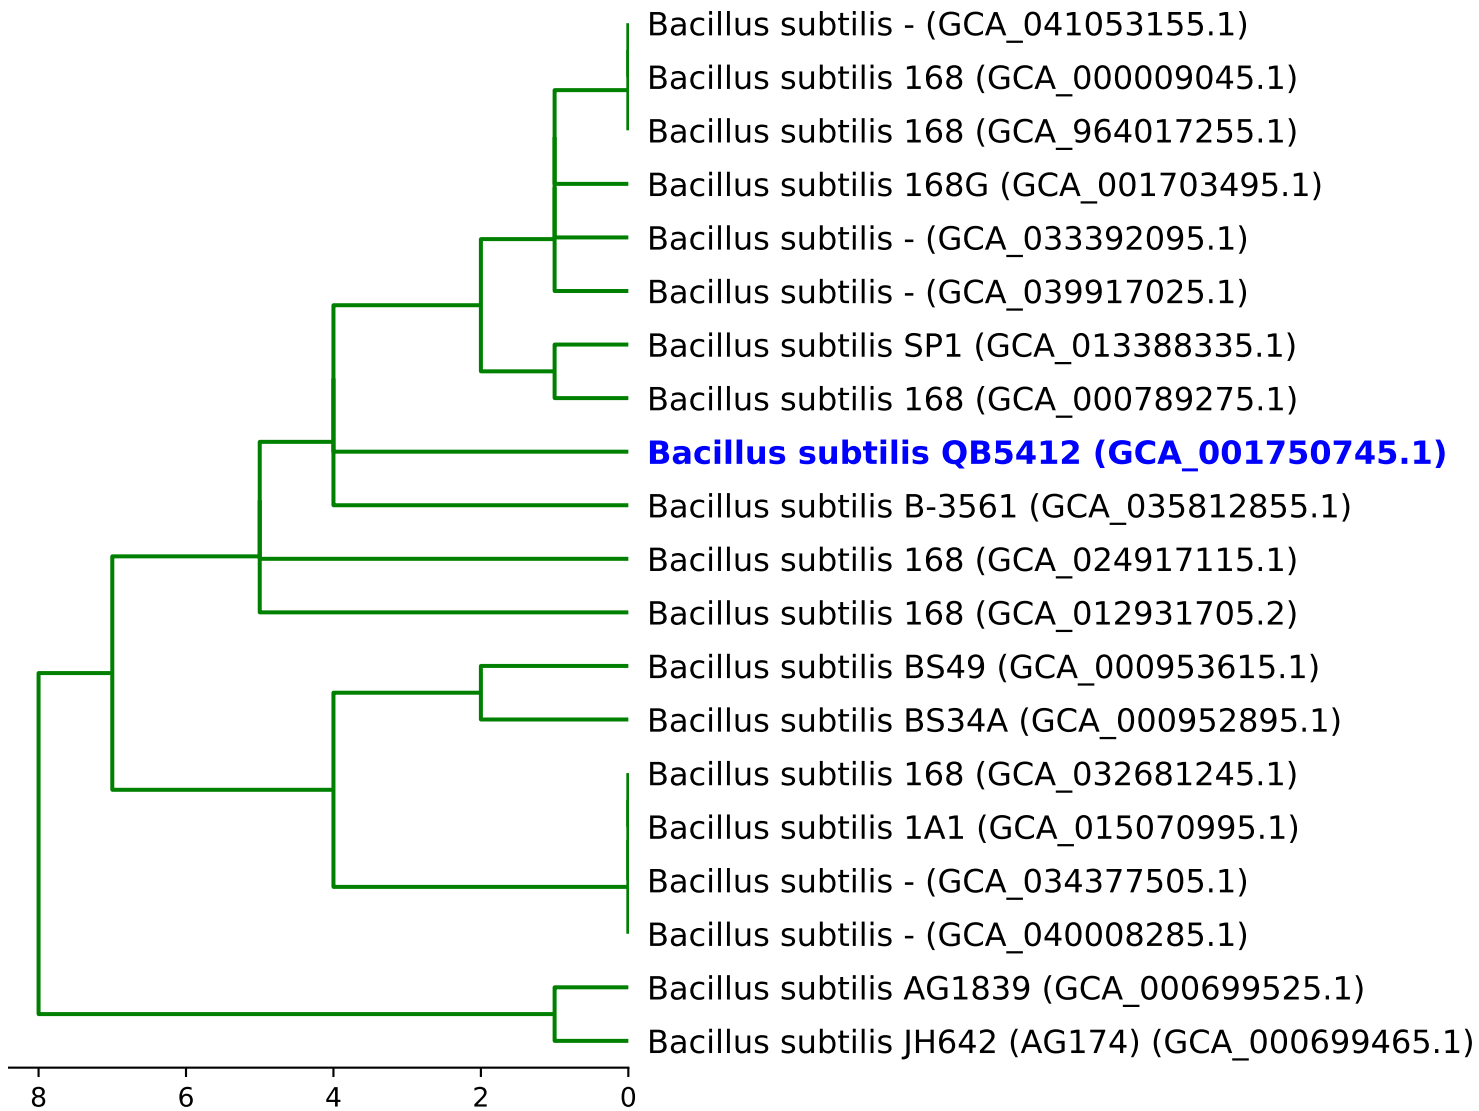 Bacillus subtilis - (GCA_041053155.1)
Bacillus subtilis 168 (GCA_000009045.1)
Bacillus subtilis 168 (GCA_964017255.1)
Bacillus subtilis 168G (GCA_001703495.1)
Bacillus subtilis - (GCA_033392095.1)
Bacillus subtilis - (GCA_039917025.1)
Bacillus subtilis SP1 (GCA_013388335.1)
Bacillus subtilis 168 (GCA_000789275.1)
Bacillus subtilis QB5412 (GCA_001750745.1)
Bacillus subtilis B-3561 (GCA_035812855.1)
Bacillus subtilis 168 (GCA_024917115.1)
Bacillus subtilis 168 (GCA_012931705.2)
Bacillus subtilis BS49 (GCA_000953615.1)
Bacillus subtilis BS34A (GCA_000952895.1)
Bacillus subtilis 168 (GCA_032681245.1)
Bacillus subtilis 1A1 (GCA_015070995.1)
Bacillus subtilis - (GCA_034377505.1)
Bacillus subtilis - (GCA_040008285.1)
Bacillus subtilis AG1839 (GCA_000699525.1)
Bacillus subtilis JH642 (AG174) (GCA_000699465.1)
8 6 4 2 0